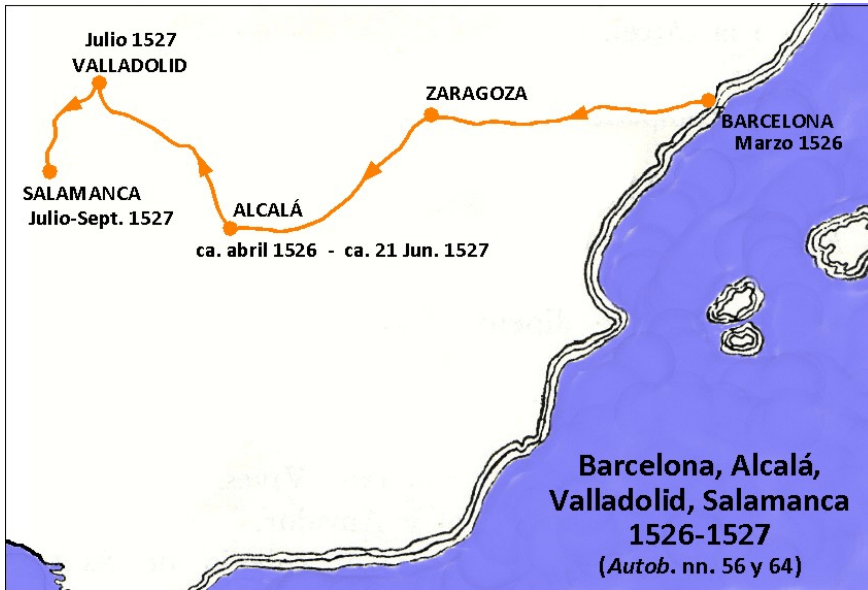 Julio 1527
VALLADOLID
ZARAGOZA
BARCELONA
Marzo 1526
SALAMANCA
Julio-Sept. 1527
ALCALÁ
ca. abril 1526 - ca. 21 Jun. 1527
Barcelona, Alcalá,
Valladolid, Salamanca
1526-1527
(Autob. nn. 56 y 64)